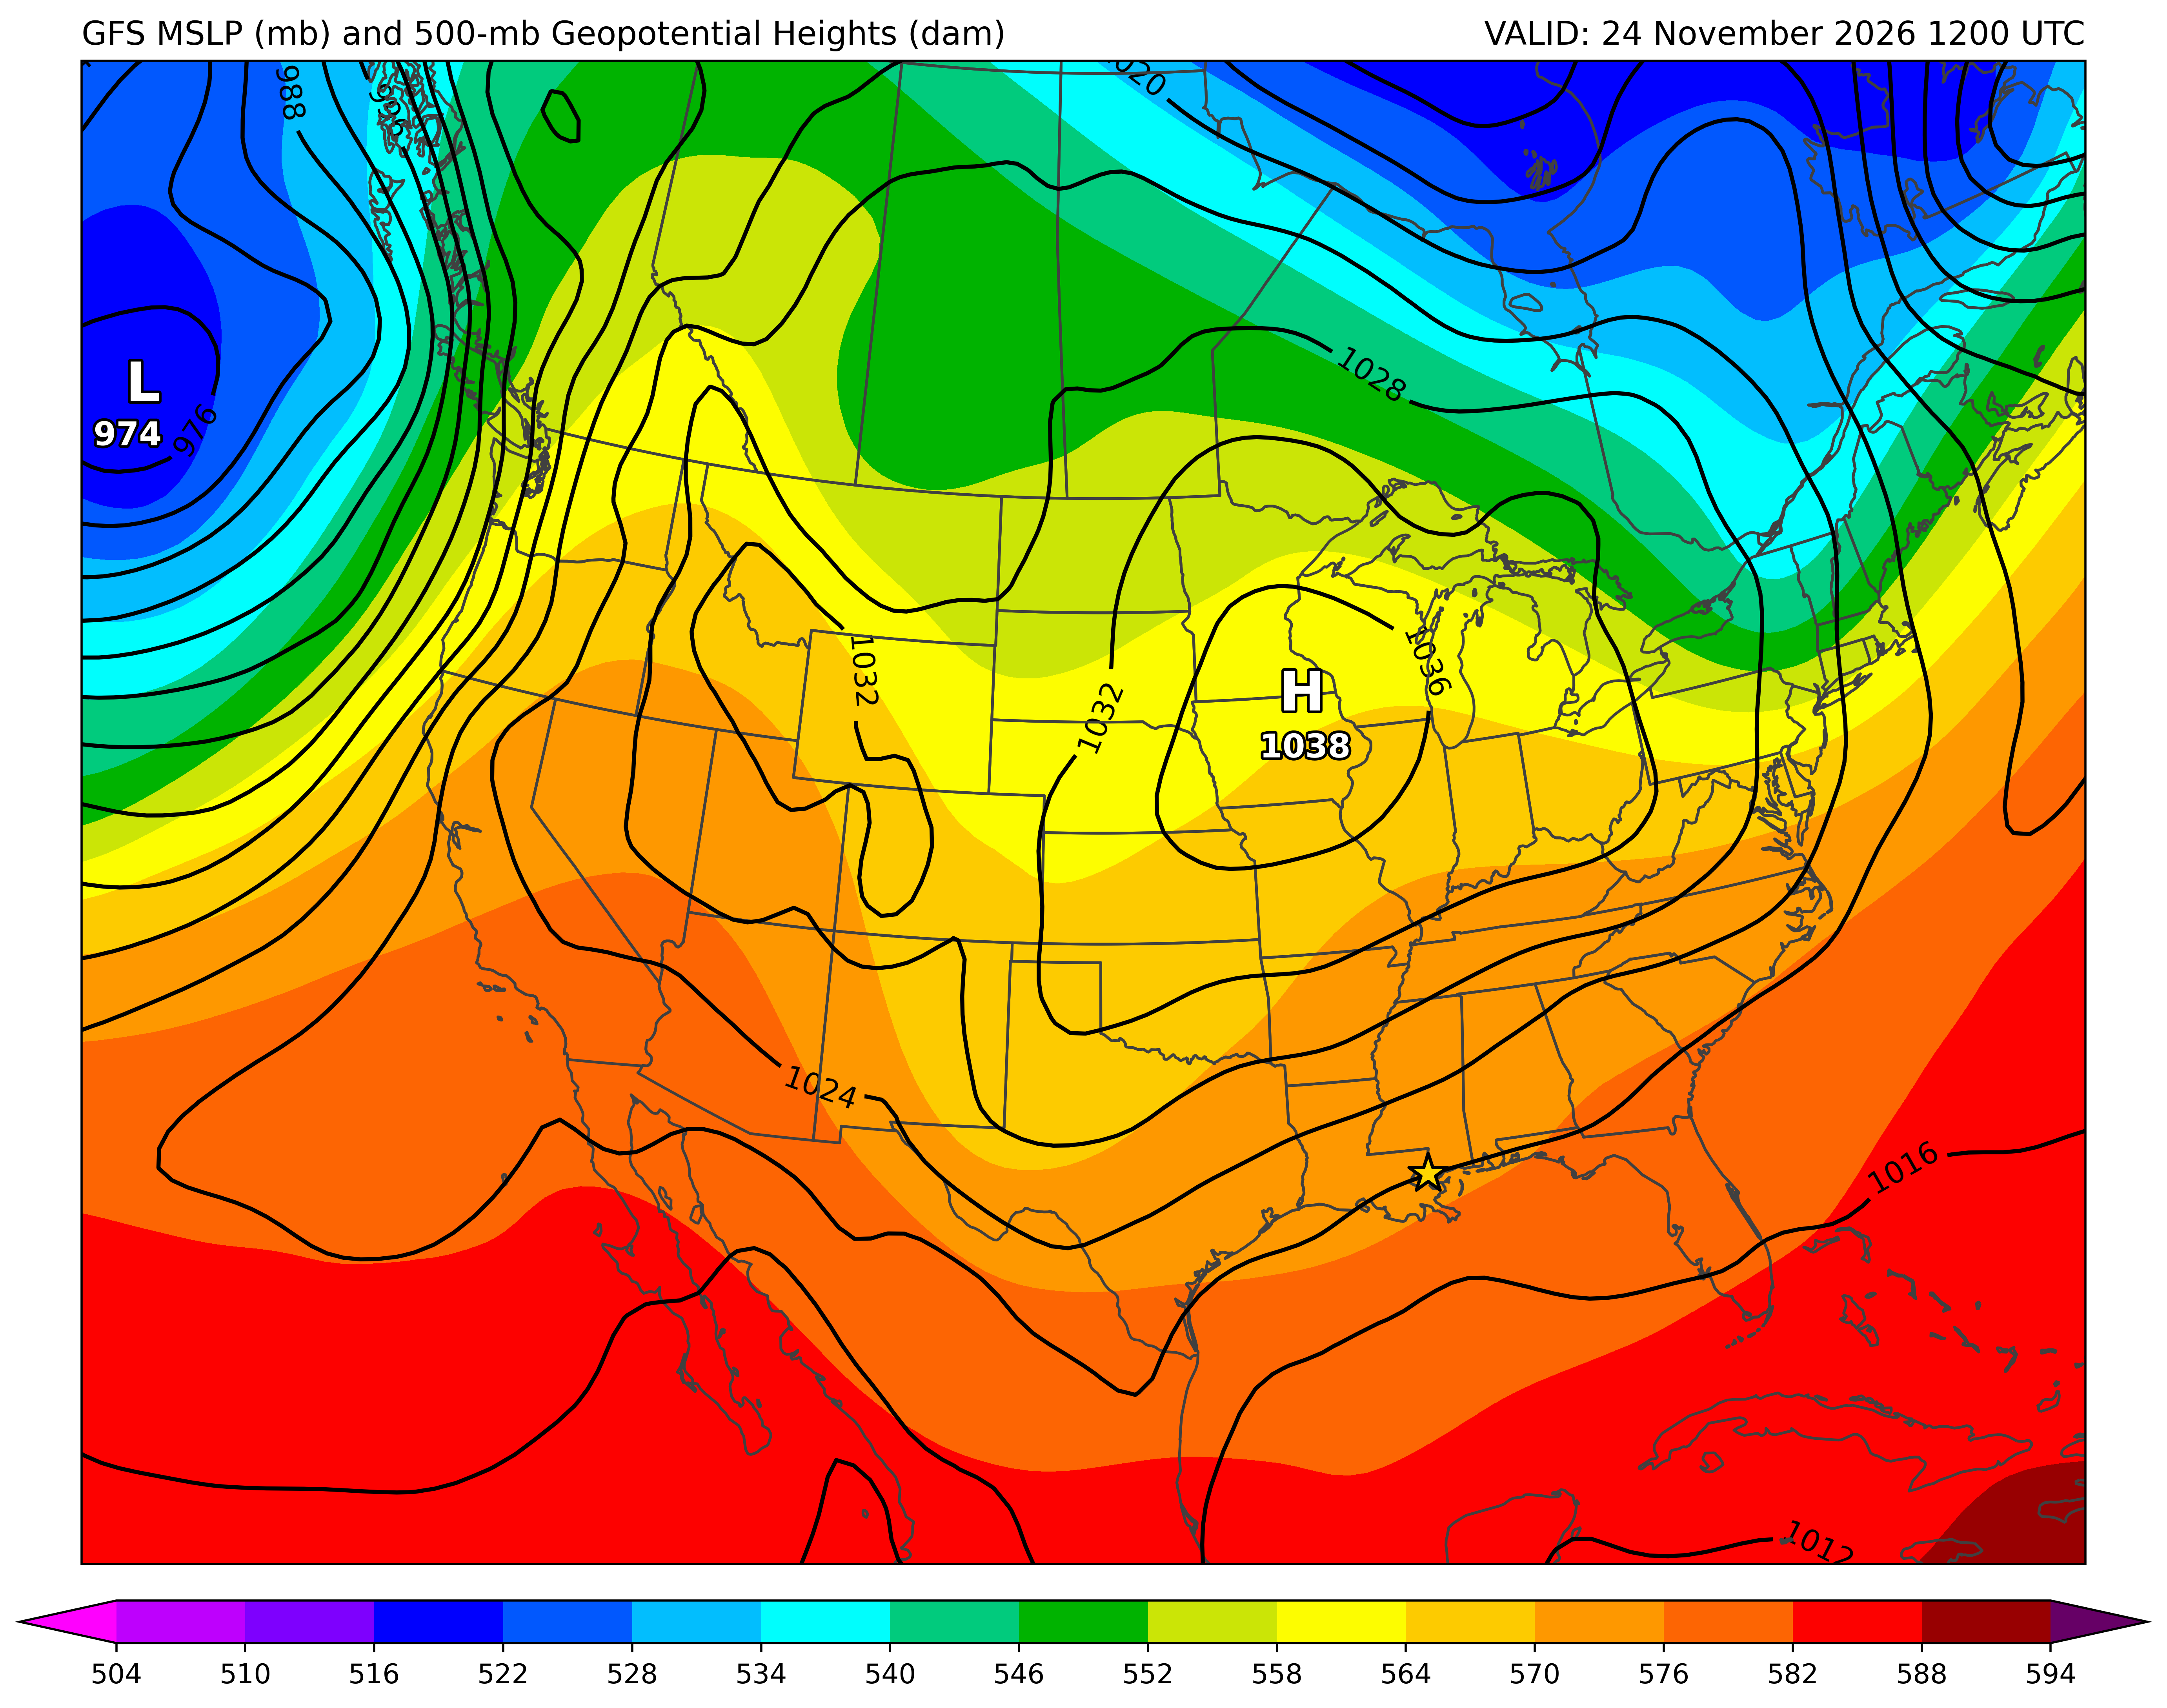 GFS MSLP (mb) and 500-mb Geopotential Heights (dam)
VALID: 24 November 2026 1200 UTC
1020
988
1028
L
974
976
1032
1036
H
1038
1032
1024
1016
1012
504 510 516 522 528 534 540 546 552 558 564 570 576 582 588 594